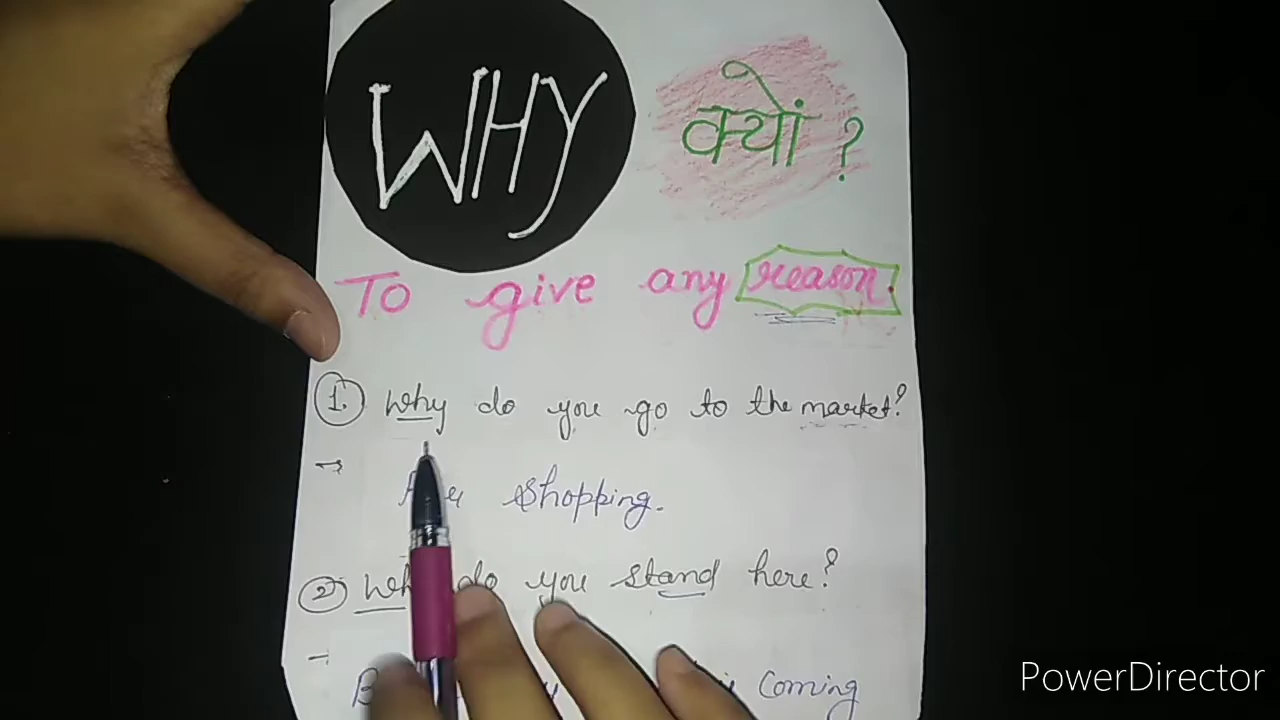 WHY
क्यों ?
To give any reason.
1. Why do you go to the market?
→ shopping.
2 do you stand here?
→ coming
PowerDirector